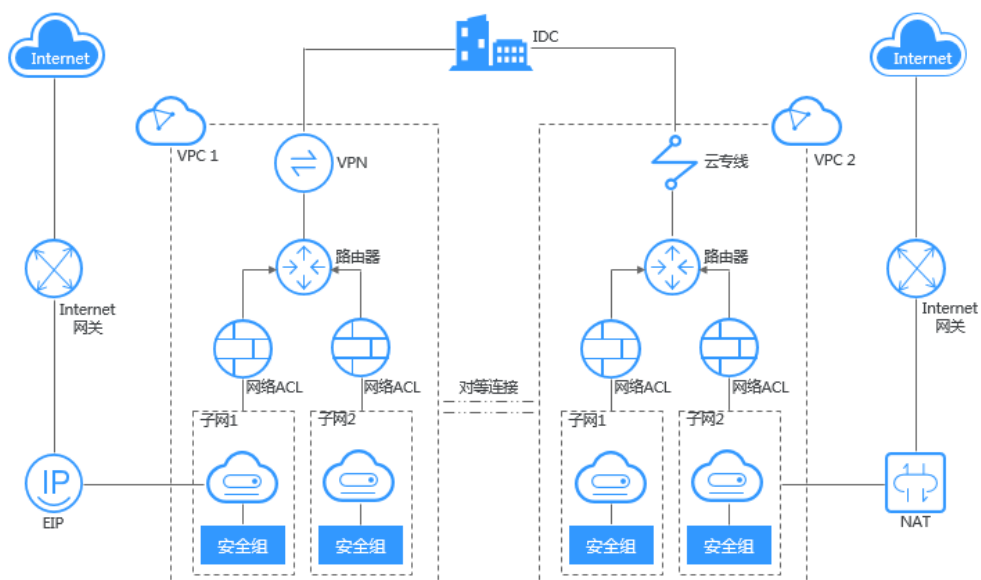 Internet
IDC
Internet
VPC 1
VPN
云专线
VPC 2
路由器
路由器
Internet
网关
Internet
网关
网络ACL
网络ACL
对等连接
网络ACL
网络ACL
子网1
子网2
子网1
子网2
IP
EIP
NAT
安全组
安全组
安全组
安全组